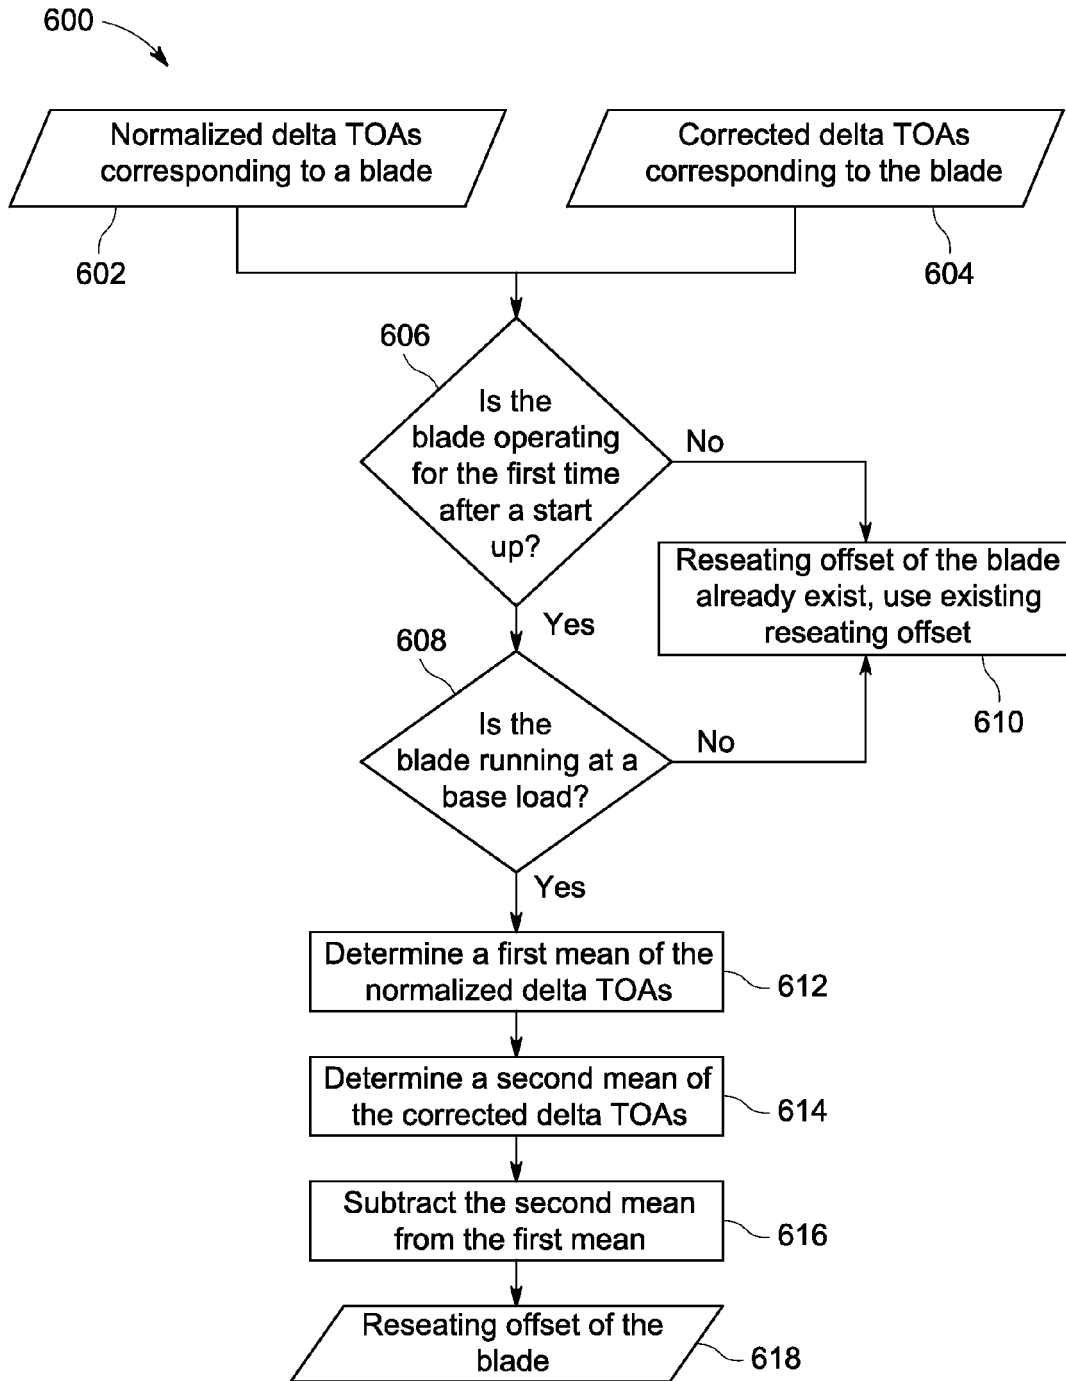 600
Normalized delta TOAs
corresponding to a blade
Corrected delta TOAs
corresponding to the blade
602
604
606
Is the
blade operating
for the first time
after a start
up?
No
Yes
Reseating offset of the blade
already exist, use existing
reseating offset
610
608
Is the
blade running at a
base load?
No
Yes
Determine a first mean of the
normalized delta TOAs
612
Determine a second mean of
the corrected delta TOAs
614
Subtract the second mean
from the first mean
616
Reseating offset of the
blade
618